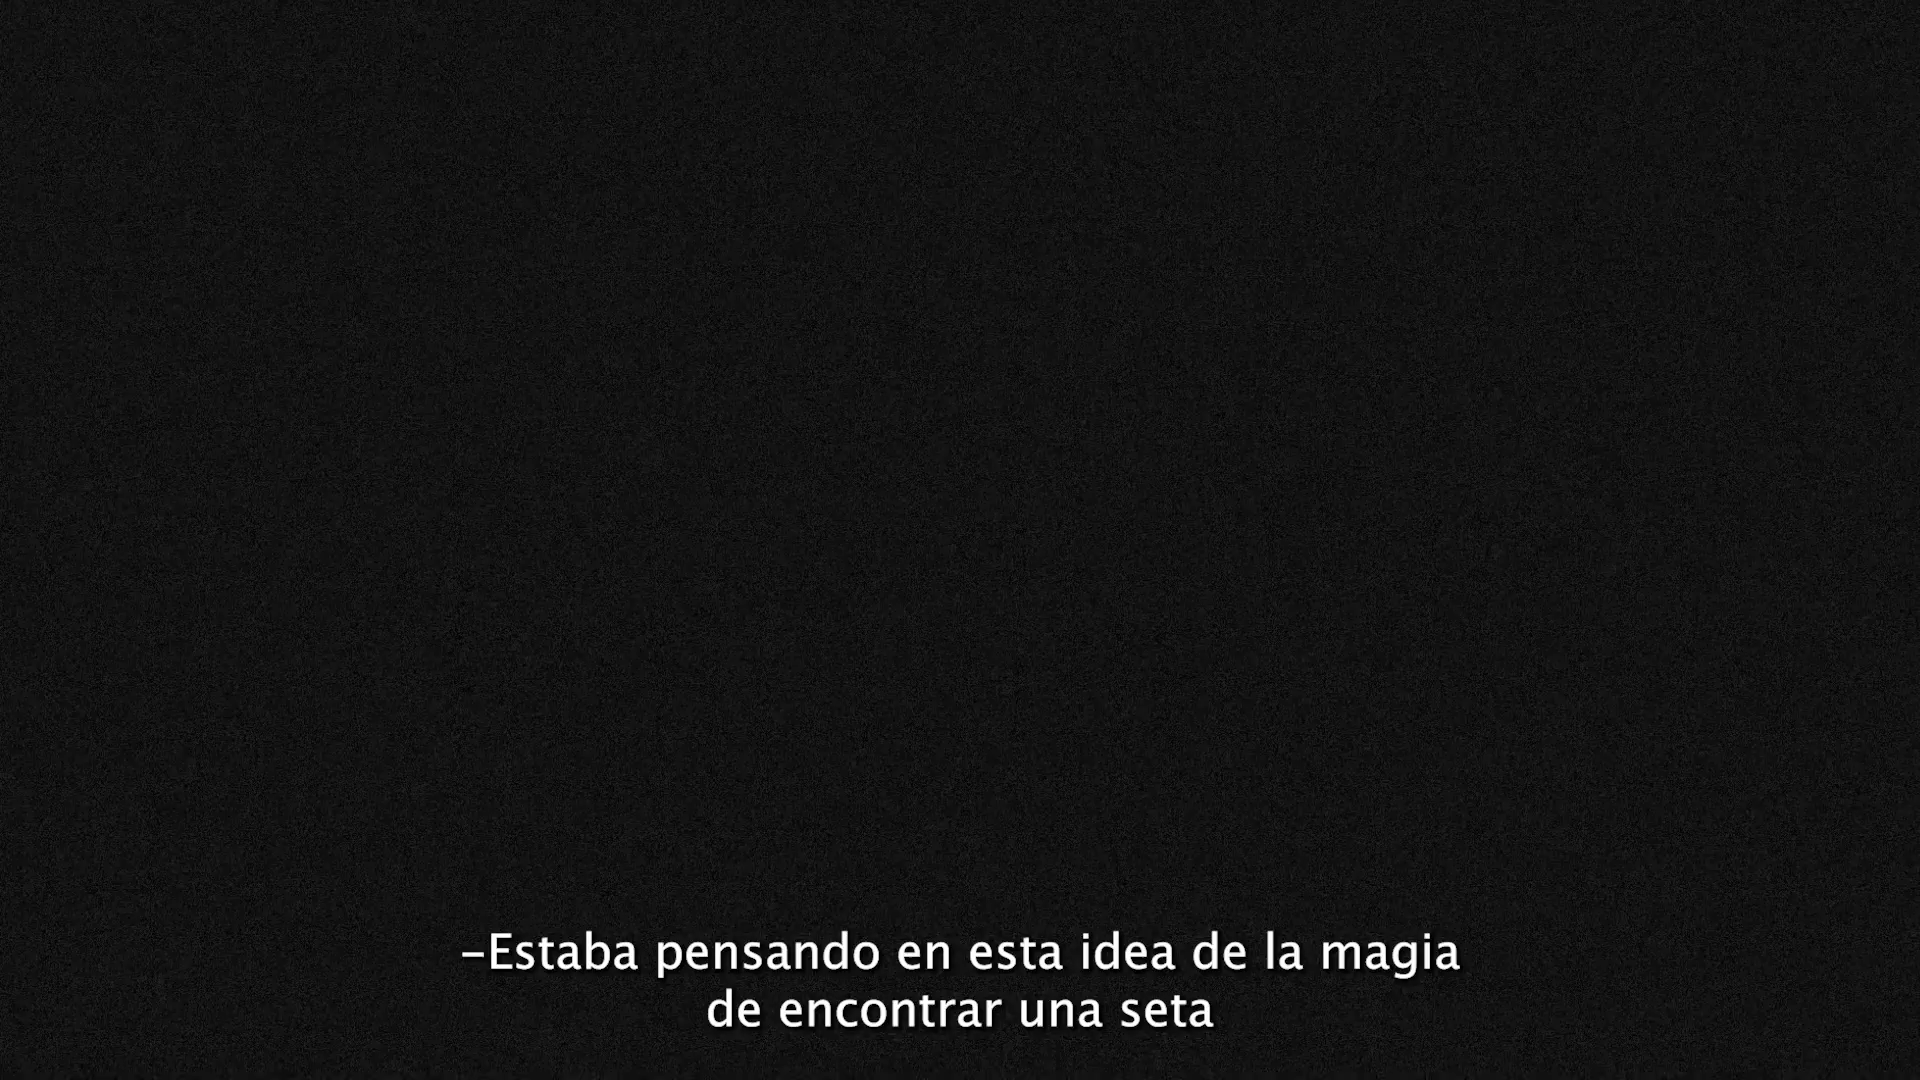 –Estaba pensando en esta idea de la magia
de encontrar una seta